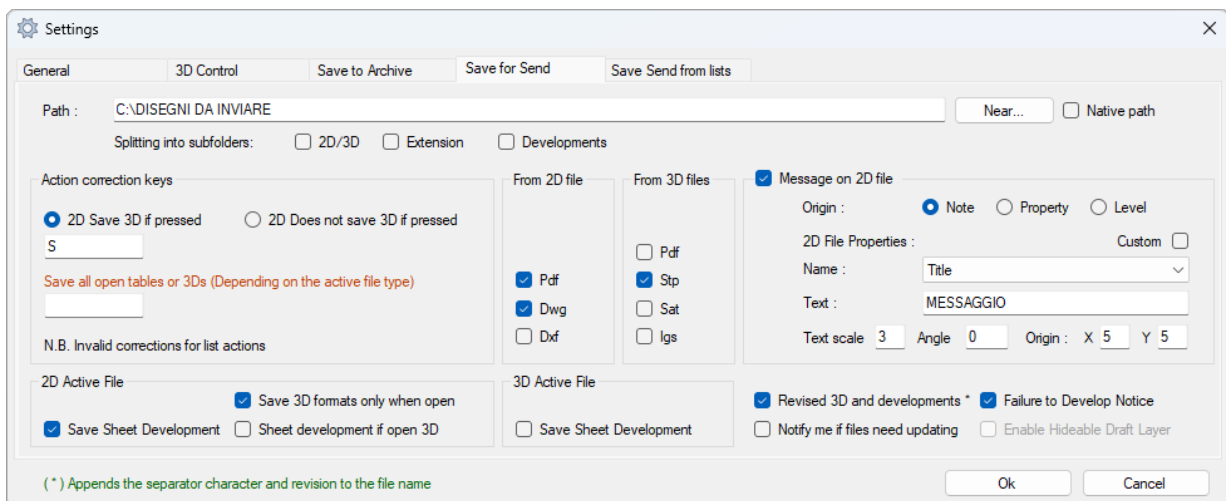 Settings
General 3D Control Save to Archive Save for Send Save Send from lists
Path : C:\DISEGNI DA INVIARE Near... Native path
Splitting into subfolders: 2D/3D Extension Developments
Action correction keys
2D Save 3D if pressed 2D Does not save 3D if pressed
S
Save all open tables or 3Ds (Depending on the active file type)
N.B. Invalid corrections for list actions
From 2D file
Pdf
Dwg
Dxf
From 3D files
Pdf
Stp
Sat
Igs
Message on 2D file
Origin : Note Property Level
2D File Properties : Custom
Name : Title
Text : MESSAGGIO
Text scale 3 Angle 0 Origin : X 5 Y 5
2D Active File
Save 3D formats only when open
Save Sheet Development Sheet development if open 3D
3D Active File
Save Sheet Development
Revised 3D and developments * Failure to Develop Notice
Notify me if files need updating Enable Hideable Draft Layer
( * ) Appends the separator character and revision to the file name
Ok Cancel